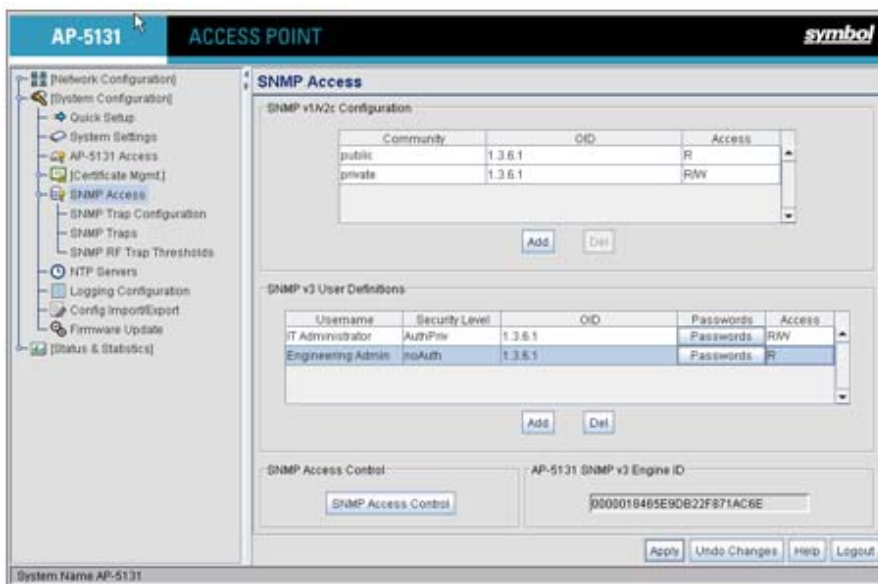 AP-5131 ACCESS POINT symbol
[Network Configuration]
[System Configuration]
Quick Setup
System Settings
AP-5131 Access
[Certificate Mgmt.]
SNMP Access
SNMP Trap Configuration
SNMP Traps
SNMP RF Trap Thresholds
NTP Servers
Logging Configuration
Config Import/Export
Firmware Update
[Status & Statistics]
SNMP Access
SNMP v1/v2c Configuration
Community OID Access
public 1.3.6.1 R
private 1.3.6.1 R/W
Add Del
SNMP v3 User Definitions
Username Security Level OID Passwords Access
IT Administrator AuthPriv 1.3.6.1 Passwords R/W
Engineering Admin noAuth 1.3.6.1 Passwords R
Add Del
SNMP Access Control
SNMP Access Control
AP-5131 SNMP v3 Engine ID
0000018465E9DB22F871AC6E
Apply Undo Changes Help Logout
System Name AP-5131